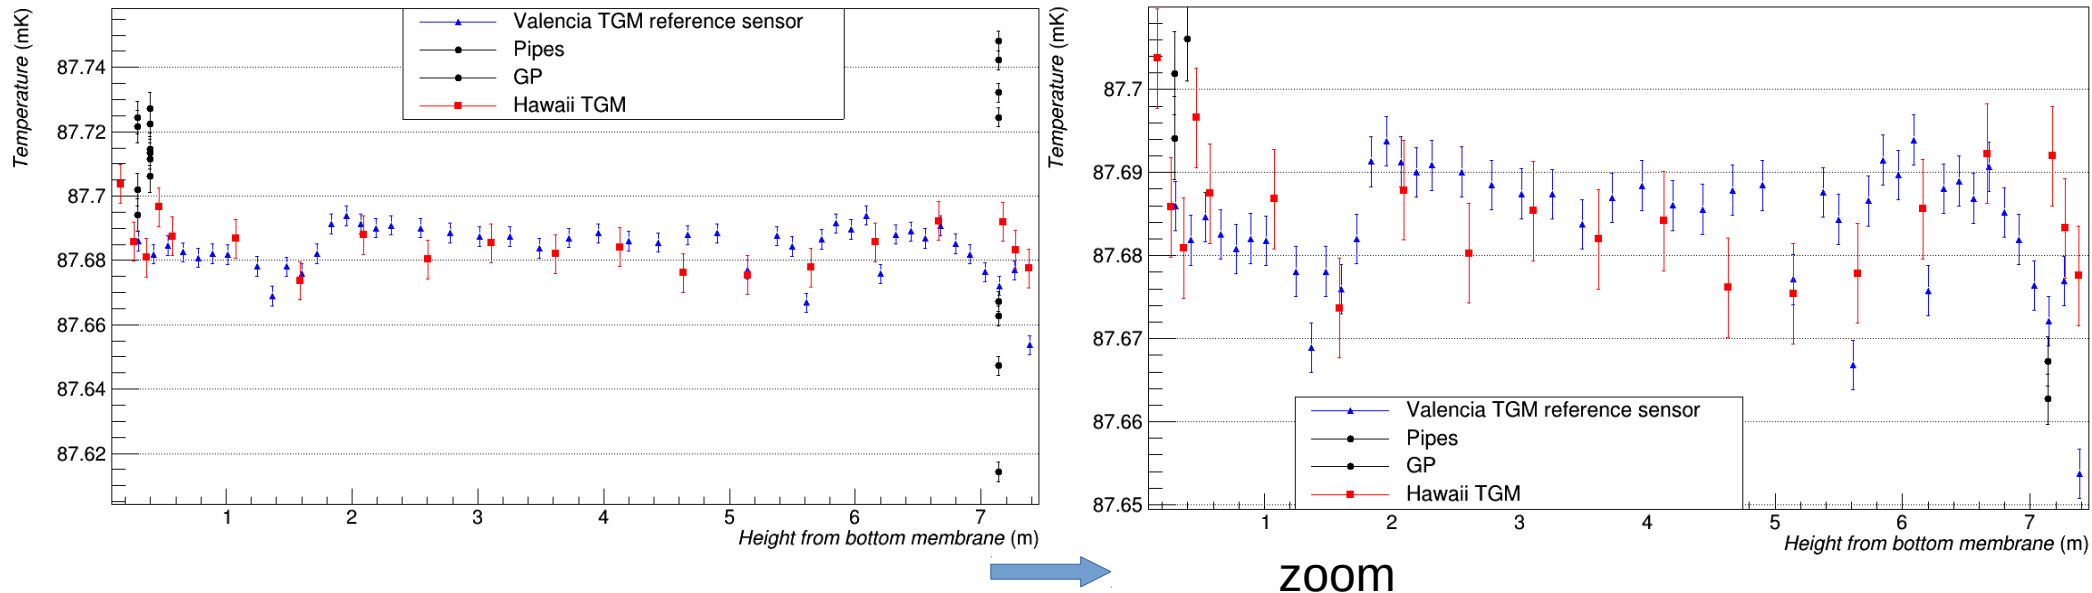 Temperature (mK)
87.74
87.72
87.7
87.68
87.66
87.64
87.62
Valencia TGM reference sensor
Pipes
GP
Hawaii TGM
1 2 3 4 5 6 7
Height from bottom membrane (m)
Temperature (mK)
87.7
87.69
87.68
87.67
87.66
87.65
Valencia TGM reference sensor
Pipes
GP
Hawaii TGM
1 2 3 4 5 6 7
Height from bottom membrane (m)
zoom